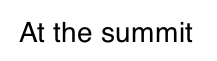 At the summit